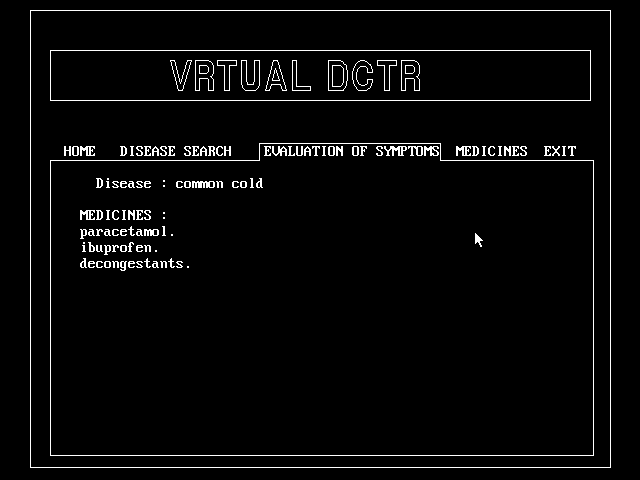 VRTUAL DCTR
HOME DISEASE SEARCH EVALUATION OF SYMPTOMS MEDICINES EXIT
Disease : common cold
MEDICINES :
paracetamol.
ibuprofen.
decongestants.